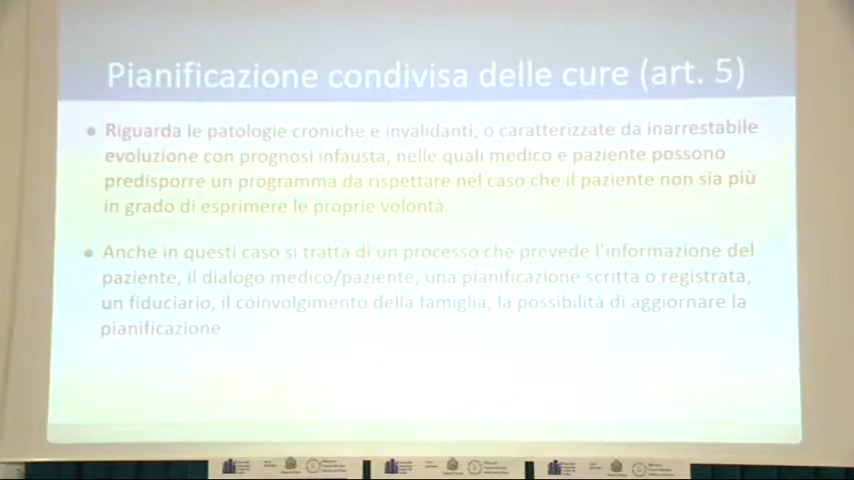 Pianificazione condivisa delle cure (art. 5)
• Riguarda le patologie croniche e invalidanti, o caratterizzate da inarrestabile
evoluzione con prognosi infausta, nelle quali medico e paziente possono
predisporre un programma da rispettare nel caso che il paziente non sia più
in grado di esprimere le proprie volontà.
• Anche in questi caso si tratta di un processo che prevede l'informazione del
paziente, il dialogo medico/paziente, una pianificazione scritta o registrata,
un fiduciario, il coinvolgimento della famiglia, la possibilità di aggiornare la
pianificazione